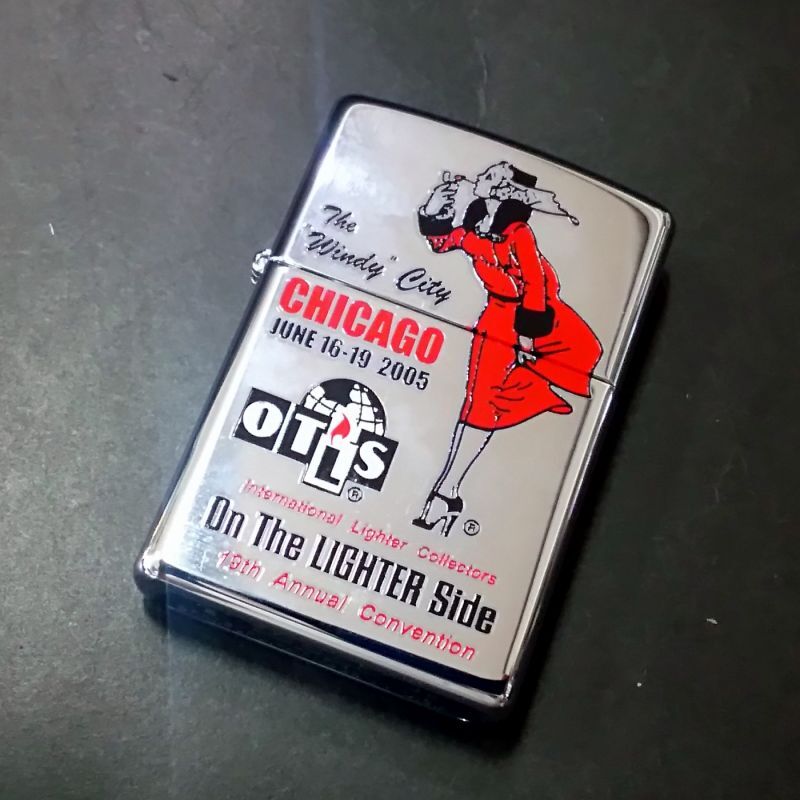 The
"Windy" City
CHICAGO
JUNE 16-19 2005
OTLS
®
®
International Lighter Collectors
On The LIGHTER Side
19th Annual Convention